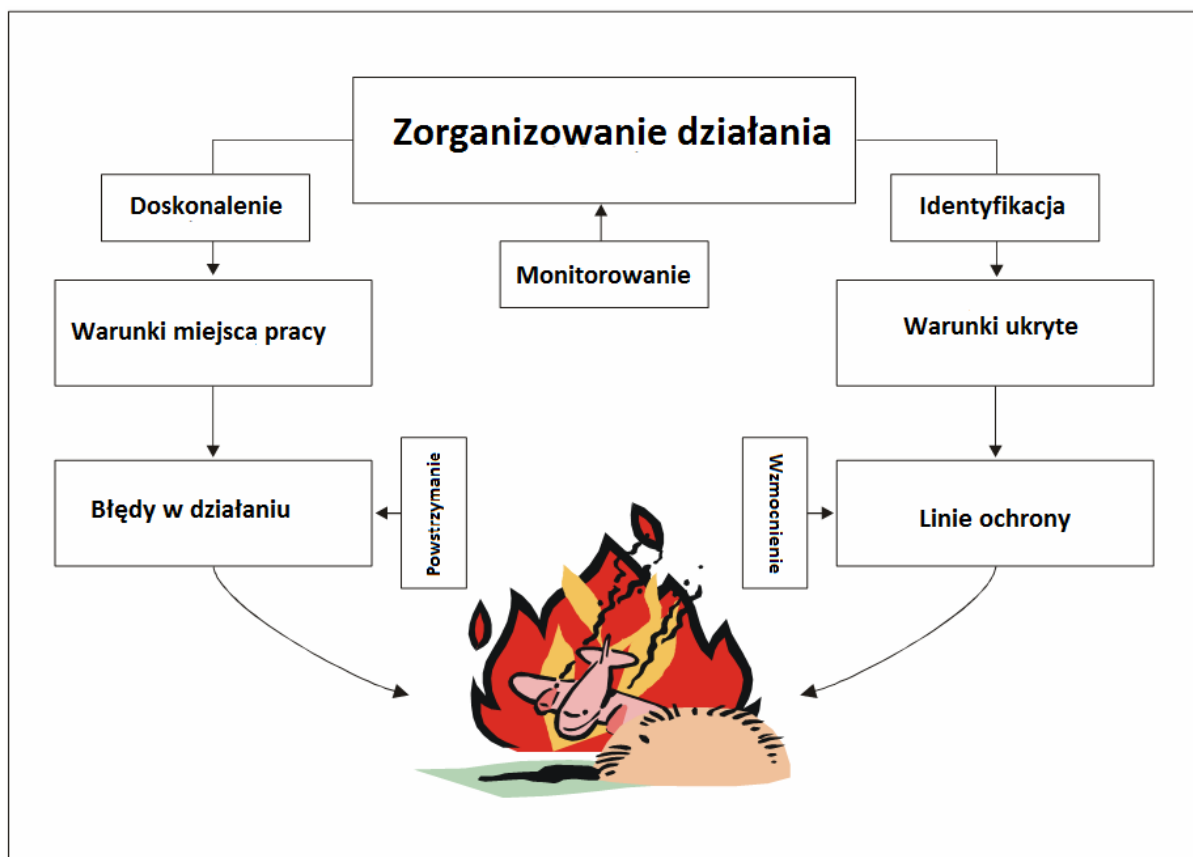 Zorganizowanie działania
Doskonalenie
Identyfikacja
Monitorowanie
Warunki miejsca pracy
Warunki ukryte
Powstrzymanie
Wzmocnienie
Błędy w działaniu
Linie ochrony